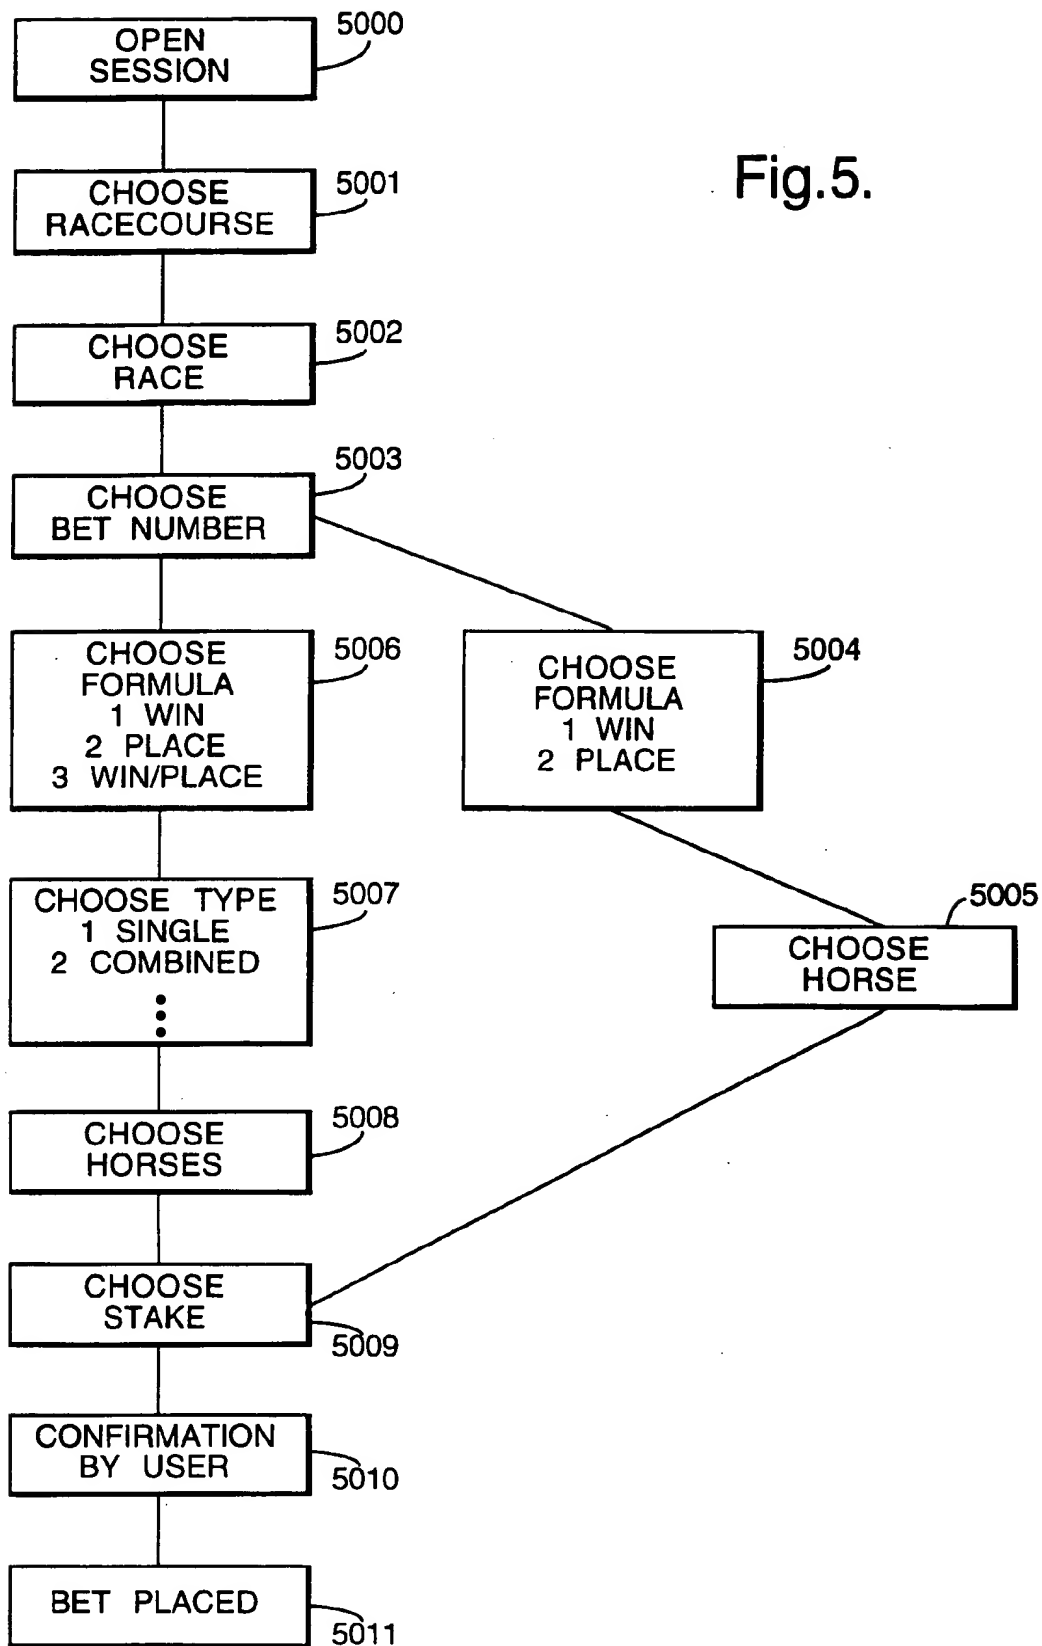 OPEN
SESSION
5000
Fig.5.
CHOOSE
RACECOURSE
5001
CHOOSE
RACE
5002
CHOOSE
BET NUMBER
5003
CHOOSE
FORMULA
1 WIN
2 PLACE
3 WIN/PLACE
5006
CHOOSE
FORMULA
1 WIN
2 PLACE
5004
CHOOSE TYPE
1 SINGLE
2 COMBINED
5007
CHOOSE
HORSE
5005
CHOOSE
HORSES
5008
CHOOSE
STAKE
5009
CONFIRMATION
BY USER
5010
BET PLACED
5011